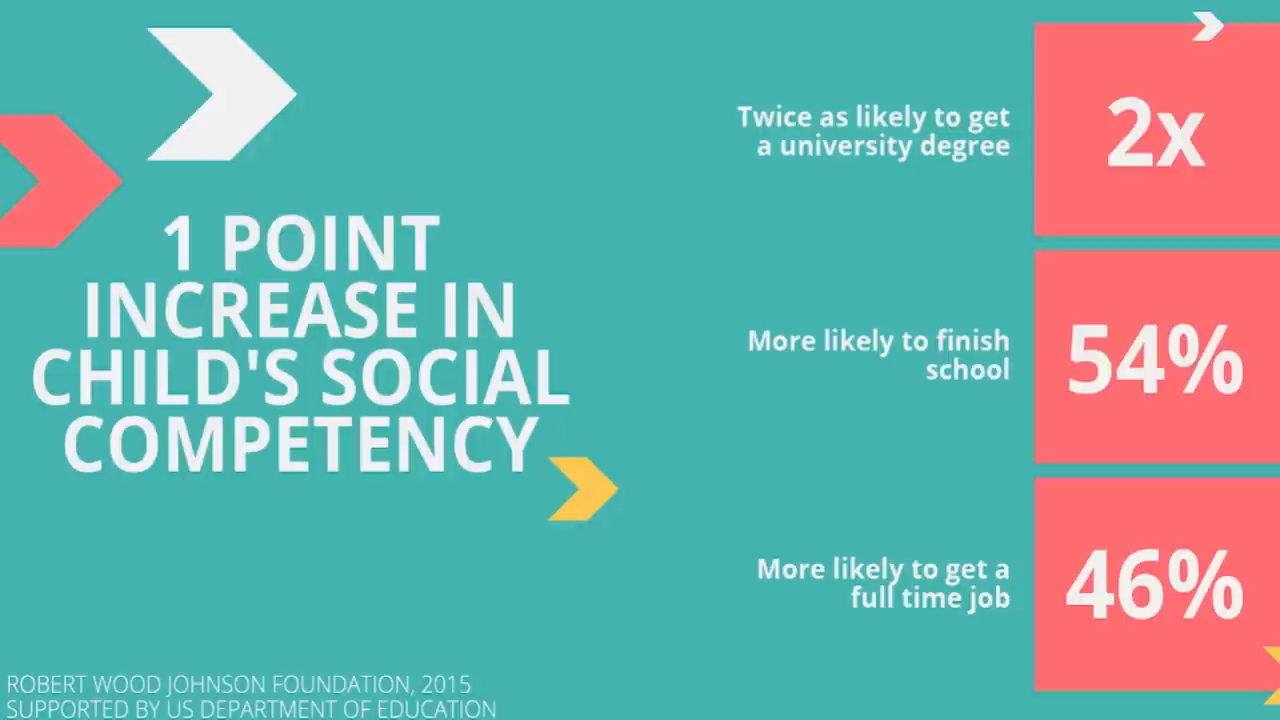 1 POINT
INCREASE IN
CHILD'S SOCIAL
COMPETENCY
Twice as likely to get
a university degree
2x
More likely to finish
school
54%
More likely to get a
full time job
46%
ROBERT WOOD JOHNSON FOUNDATION, 2015
SUPPORTED BY US DEPARTMENT OF EDUCATION